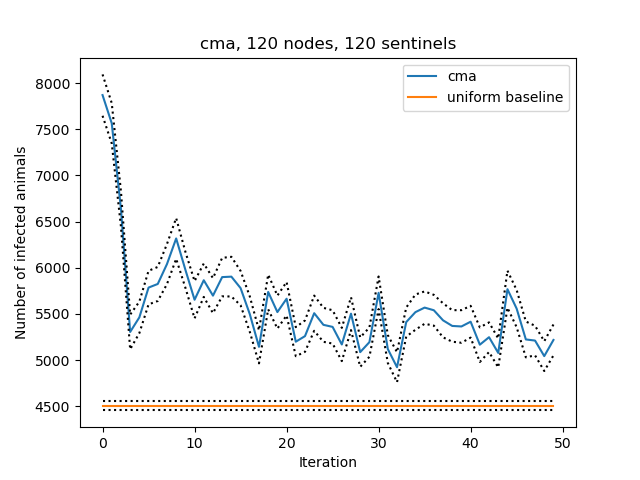 cma, 120 nodes, 120 sentinels
cma
uniform baseline
Number of infected animals
8000
7500
7000
6500
6000
5500
5000
4500
0 10 20 30 40 50
Iteration